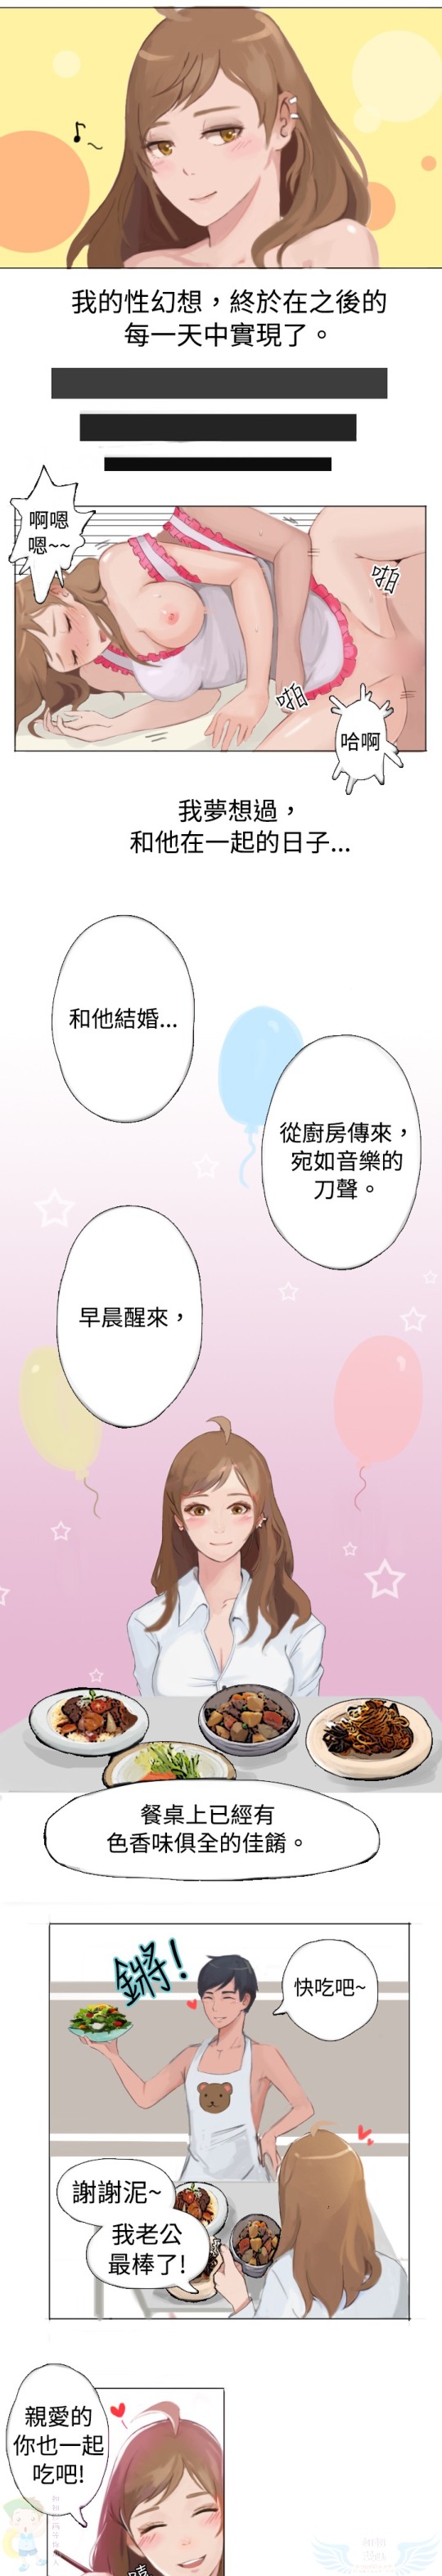 我的性幻想，終於在之後的
每一天中實現了。
啊嗯
嗯~~
啪
啪
哈啊
我夢想過，
和他在一起的日子...
和他結婚...
從廚房傳來，
宛如音樂的
刀聲。
早晨醒來，
餐桌上已經有
色香味俱全的佳餚。
鏘!
快吃吧~
謝謝泥~
我老公
最棒了!
親愛的
你也一起
吃吧!
嘻